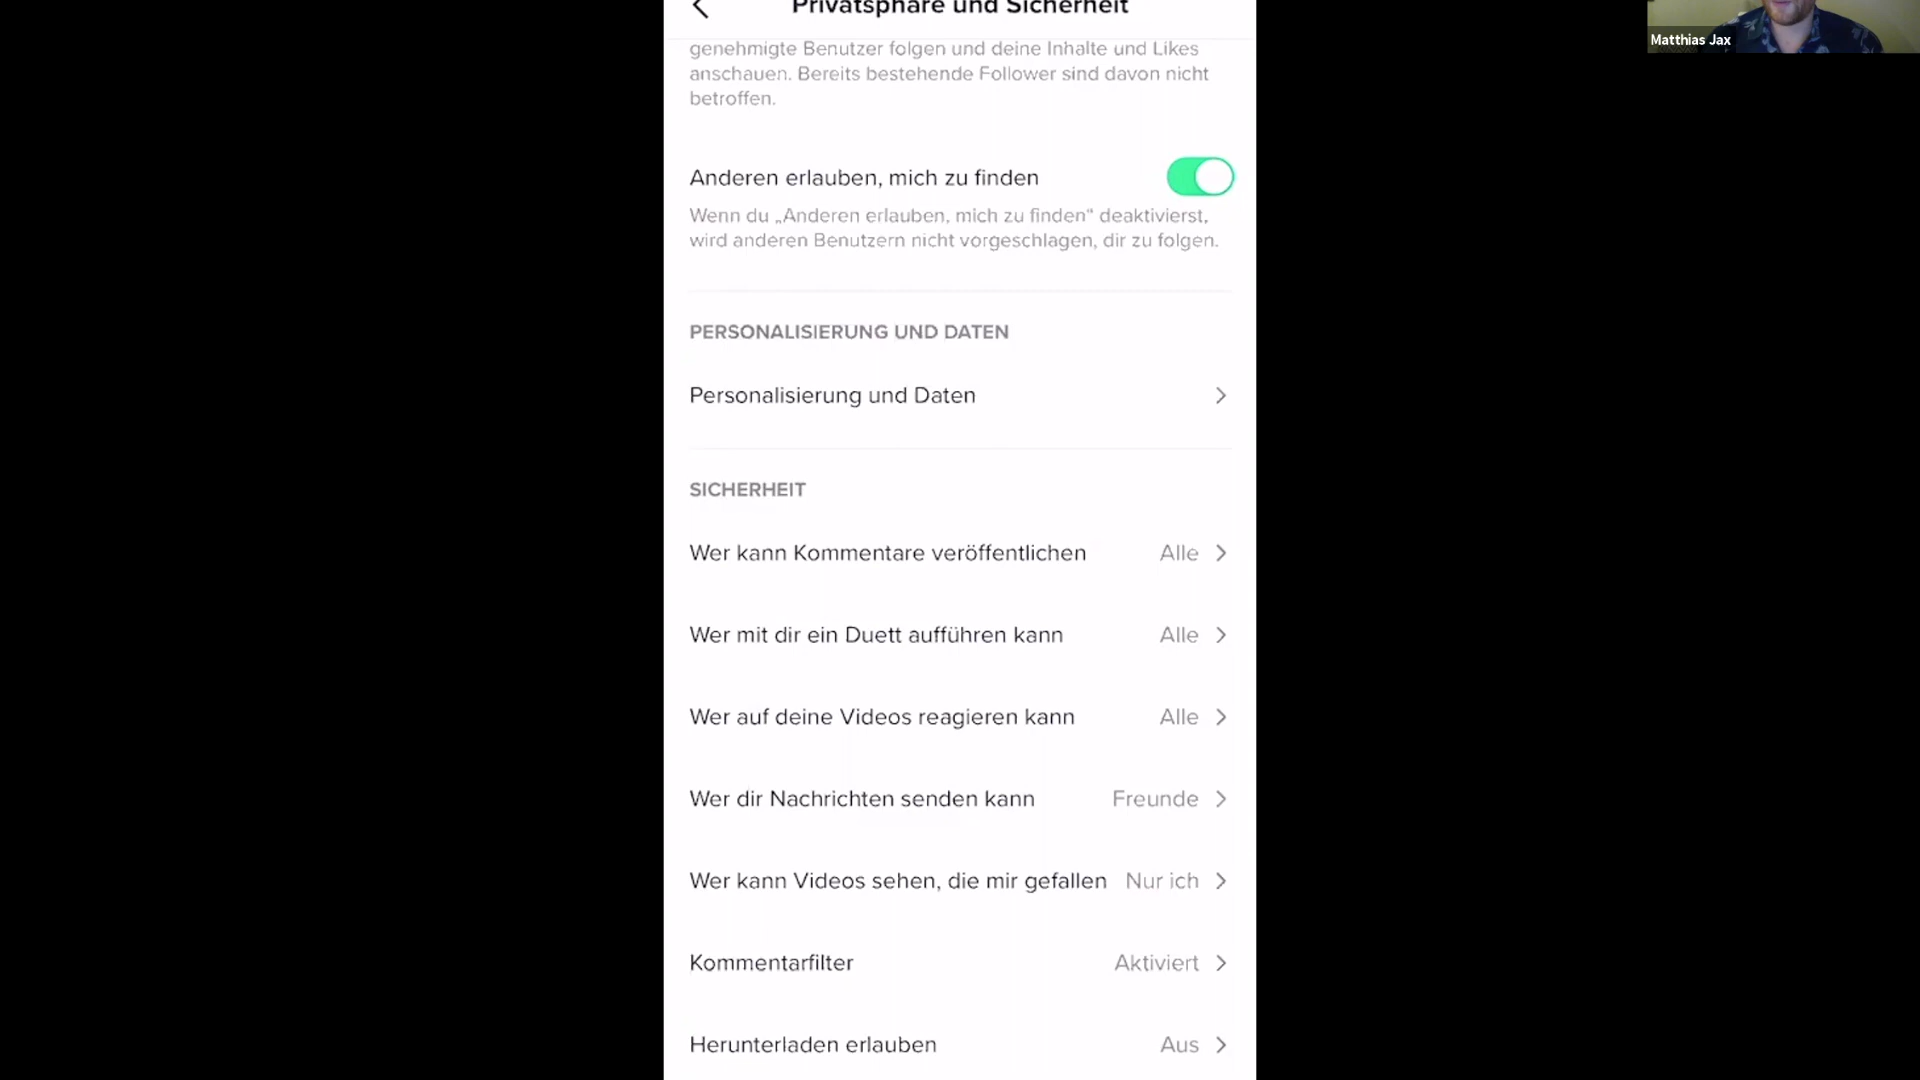 Privatsphäre und Sicherheit
Matthias Jax
genehmigte Benutzer folgen und deine Inhalte und Likes
anschauen. Bereits bestehende Follower sind davon nicht
betroffen.
Anderen erlauben, mich zu finden
Wenn du „Anderen erlauben, mich zu finden“ deaktivierst,
wird anderen Benutzern nicht vorgeschlagen, dir zu folgen.
PERSONALISIERUNG UND DATEN
Personalisierung und Daten
SICHERHEIT
Wer kann Kommentare veröffentlichen Alle
Wer mit dir ein Duett aufführen kann Alle
Wer auf deine Videos reagieren kann Alle
Wer dir Nachrichten senden kann Freunde
Wer kann Videos sehen, die mir gefallen Nur ich
Kommentarfilter Aktiviert
Herunterladen erlauben Aus